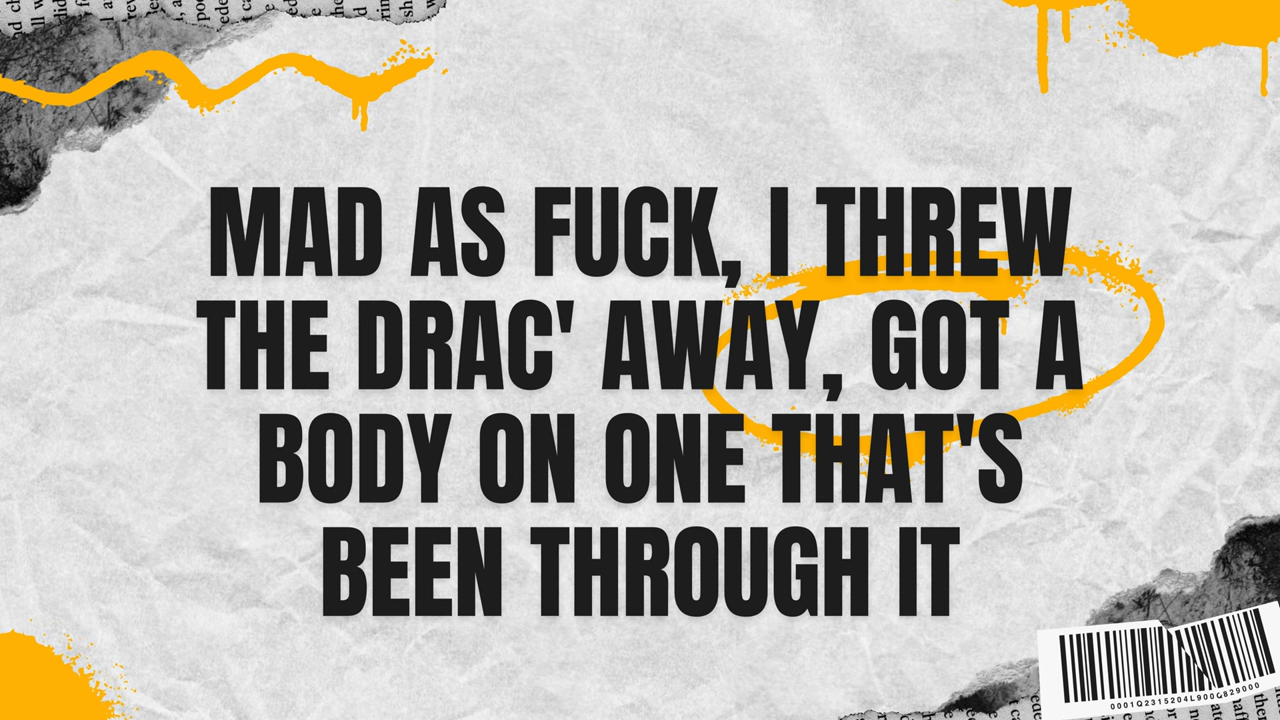 MAD AS FUCK, I THREW
THE DRAC' AWAY, GOT A
BODY ON ONE THAT'S
BEEN THROUGH IT